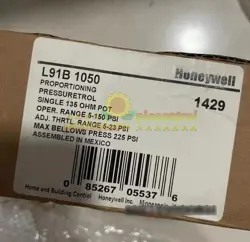 L91B 1050
Honeywell
PROPORTIONING
PRESSURETROL
SINGLE 135 OHM POT
1429
OPER. RANGE 5-150 PSI
ADJ. THRTL. RANGE 5-23 PSI
MAX BELLOWS PRESS 225 PSI
ASSEMBLED IN MEXICO
0 85267 05537 6
Home and Building Control Honeywell Inc.